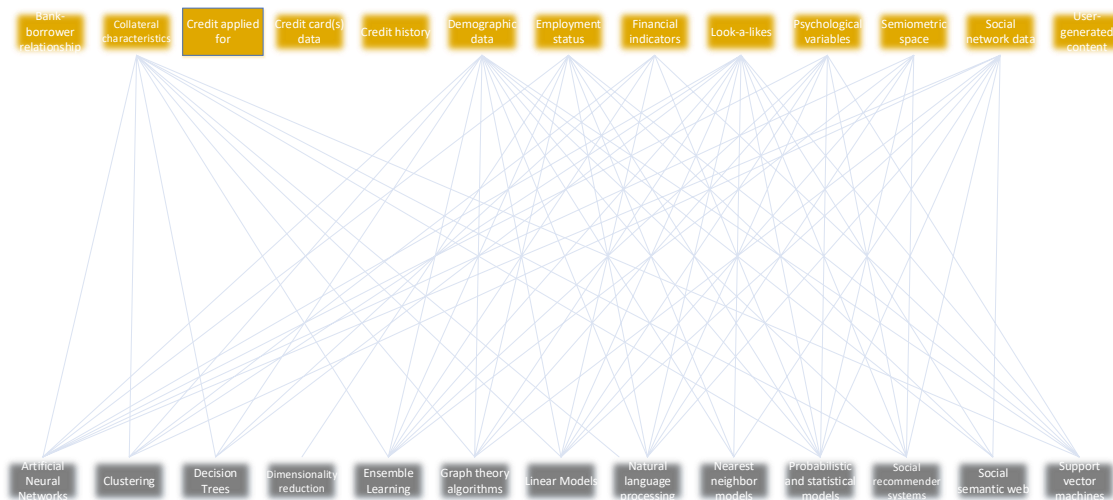 Bank-
borrower
relationship
Collateral
characteristics
Credit applied
for
Credit card(s)
data
Credit history
Demographic
data
Employment
status
Financial
indicators
Look-a-likes
Psychological
variables
Semiometric
space
Social
network data
User-
generated
content
Artificial
Neural
Networks
Clustering
Decision
Trees
Dimensionality
reduction
Ensemble
Learning
Graph theory
algorithms
Linear Models
Natural
language
processing
Nearest
neighbor
models
Probabilistic
and statistical
models
Social
recommender
systems
Social
semantic web
Support
vector
machines